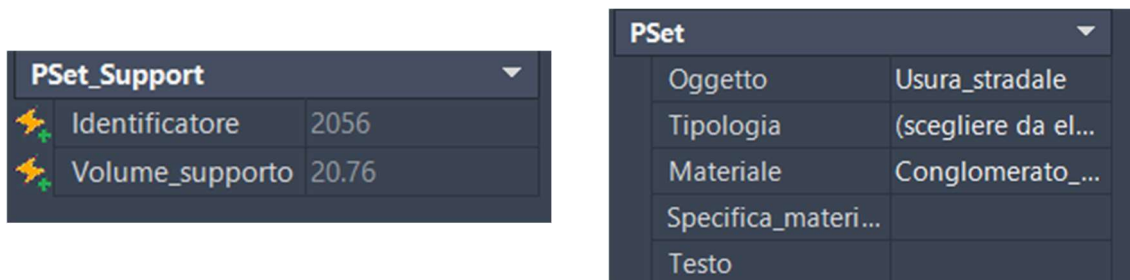 PSet_Support
Identificatore 2056
Volume_supporto 20.76
PSet
Oggetto Usura_stradale
Tipologia (scegliere da el...
Materiale Conglomerato_...
Specifica_materi...
Testo